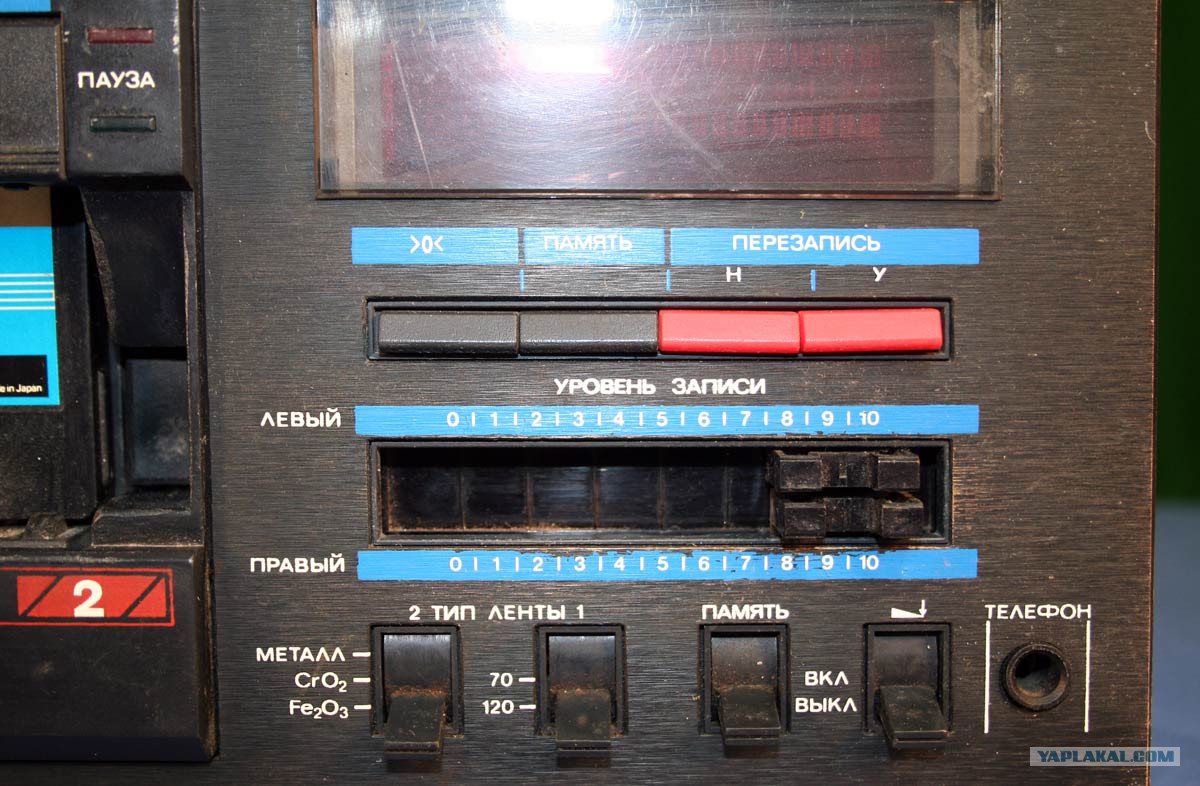 ПАУЗА
>0< ПАМЯТЬ ПЕРЕЗАПИСЬ
Н У
УРОВЕНЬ ЗАПИСИ
ЛЕВЫЙ 0 | 1 | 2 | 3 | 4 | 5 | 6 | 7 | 8 | 9 | 10
in Japan
ПРАВЫЙ 0 | 1 | 2 | 3 | 4 | 5 | 6 | 7 | 8 | 9 | 10
2
2 ТИП ЛЕНТЫ 1 ПАМЯТЬ ТЕЛЕФОН
МЕТАЛЛ
CrO₂ 70 ВКЛ
Fe₂O₃ 120 ВЫКЛ
YAPLAKAL.COM